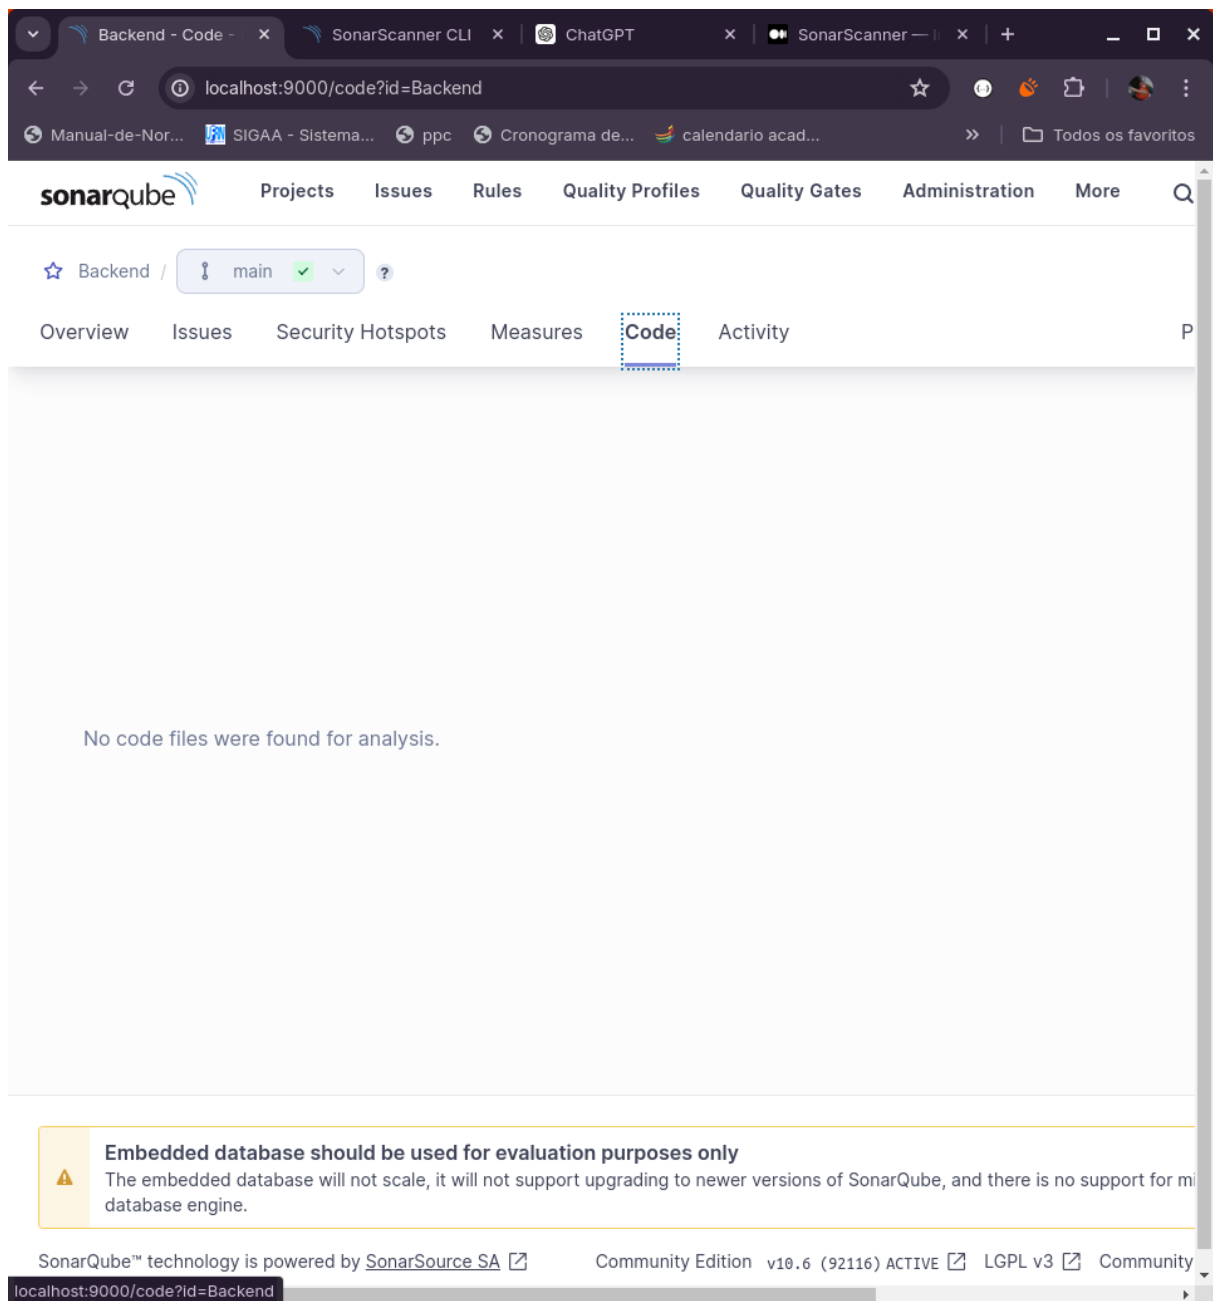 Backend - Code -
SonarScanner CLI
ChatGPT
SonarScanner — I
localhost:9000/code?id=Backend
Manual-de-Nor...
SIGAA - Sistema...
ppc
Cronograma de...
calendario acad...
»
Todos os favoritos
sonarqube
Projects
Issues
Rules
Quality Profiles
Quality Gates
Administration
More
Backend / main ?
Overview
Issues
Security Hotspots
Measures
Code
Activity
P
No code files were found for analysis.
Embedded database should be used for evaluation purposes only
The embedded database will not scale, it will not support upgrading to newer versions of SonarQube, and there is no support for mi
database engine.
SonarQube™ technology is powered by SonarSource SA
Community Edition
v10.6 (92116) ACTIVE
LGPL v3
Community
localhost:9000/code?id=Backend